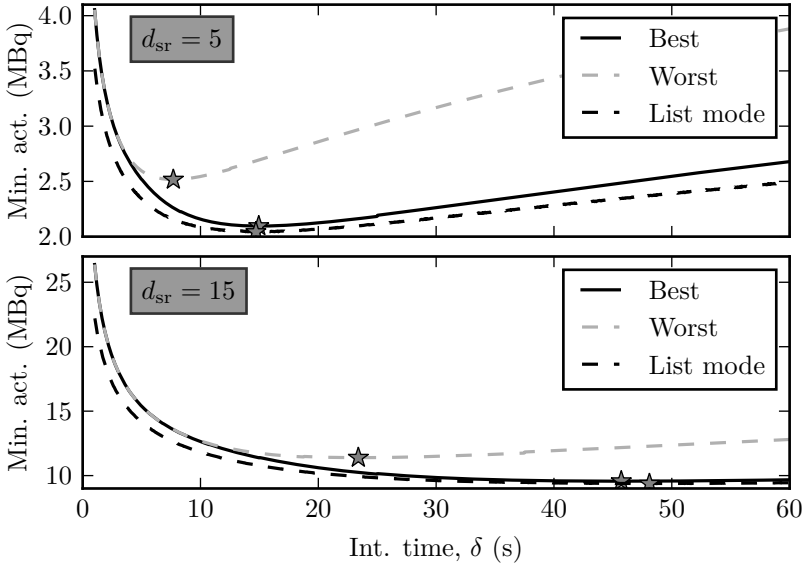 4.0
3.5
3.0
2.5
2.0
Min. act. (MBq)
d_sr = 5
Best
Worst
List mode
25
20
15
10
Min. act. (MBq)
d_sr = 15
Best
Worst
List mode
0 10 20 30 40 50 60
Int. time, δ (s)